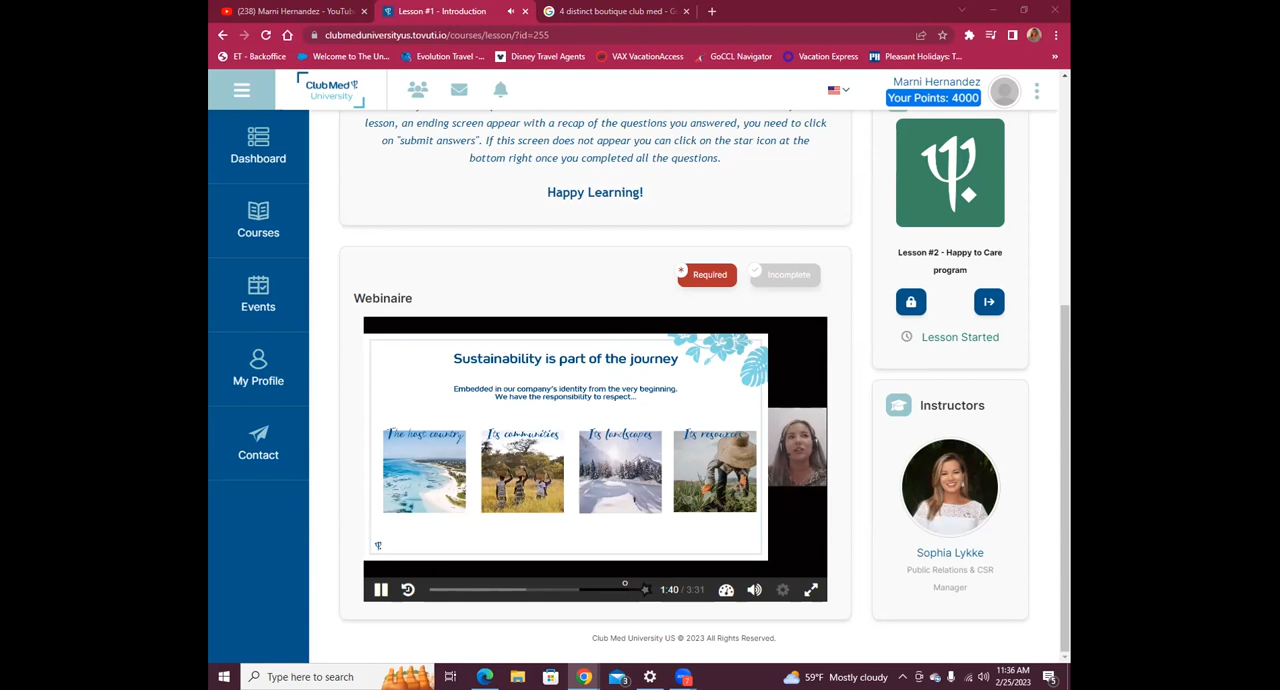 (238) Marni Hernandez - YouTube
Lesson #1 - Introduction
4 distinct boutique club med - G
clubmeduniversityus.tovuti.io/courses/lesson/?id=255
ET - Backoffice
Welcome to The Un...
Evolution Travel -...
Disney Travel Agents
VAX VacationAccess
GoCCL Navigator
Vacation Express
Pleasant Holidays: T...
Club Med
University
Marni Hernandez
Your Points: 4000
Dashboard
Courses
Events
My Profile
Contact
lesson, an ending screen appear with a recap of the questions you answered, you need to click
on "submit answers". If this screen does not appear you can click on the star icon at the
bottom right once you completed all the questions.
Happy Learning!
Required
Incomplete
Webinaire
Sustainability is part of the journey
Embedded in our company's identity from the very beginning.
We have the responsibility to respect...
The host country
Its communities
Its landscapes
Its resources
1:40 / 3:31
Lesson #2 - Happy to Care
program
Lesson Started
Instructors
Sophia Lykke
Public Relations & CSR
Manager
Club Med University US © 2023 All Rights Reserved.
Type here to search
59°F Mostly cloudy
11:36 AM
2/25/2023